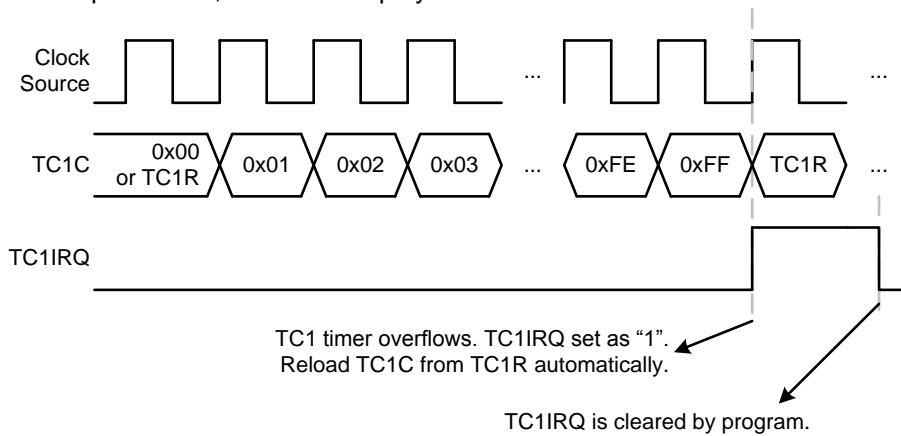 Clock
Source
...
...
TC1C
0x00
or TC1R
0x01
0x02
0x03
...
0xFE
0xFF
TC1R
...
TC1IRQ
TC1 timer overflows. TC1IRQ set as “1”.
Reload TC1C from TC1R automatically.
TC1IRQ is cleared by program.